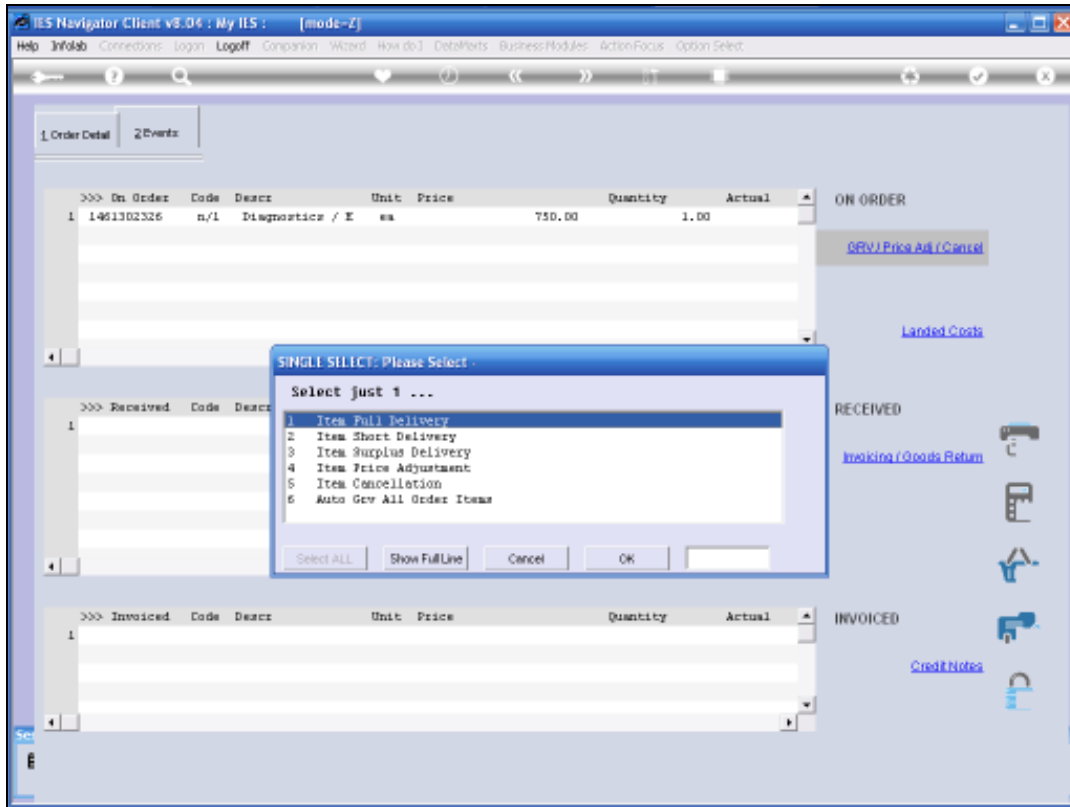 IES Navigator Client v8.04 : My IES : [mode=Z]
Help Infolab Connections Logon Logoff Companion Wizard How do I DataAlerts Business Modules Action Focus Option Select
1 Order Detail 2 Events
>>> On Order Code Descr Unit Price Quantity Actual
1 1461302326 n/l Diagnostics / E ea 750.00 1.00
ON ORDER
GRV / Price Adj / Cancel
Landed Costs
SINGLE SELECT: Please Select -
Select just 1 ...
1 Item Full Delivery
2 Item Short Delivery
3 Item Surplus Delivery
4 Item Price Adjustment
5 Item Cancellation
6 Auto Grv All Order Items
Select ALL Show Full Line Cancel OK
>>> Received Code Descr
1
RECEIVED
Invoicing / Goods Return
>>> Invoiced Code Descr Unit Price Quantity Actual
1
INVOICED
Credit Notes